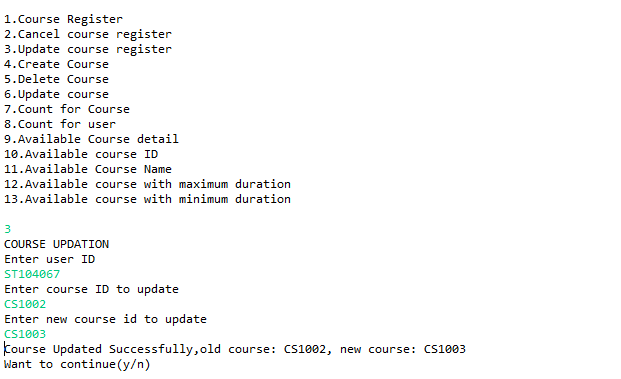 1.Course Register
2.Cancel course register
3.Update course register
4.Create Course
5.Delete Course
6.Update course
7.Count for Course
8.Count for user
9.Available Course detail
10.Available course ID
11.Available Course Name
12.Available course with maximum duration
13.Available course with minimum duration
3
COURSE UPDATION
Enter user ID
ST104067
Enter course ID to update
CS1002
Enter new course id to update
CS1003
Course Updated Successfully,old course: CS1002, new course: CS1003
Want to continue(y/n)